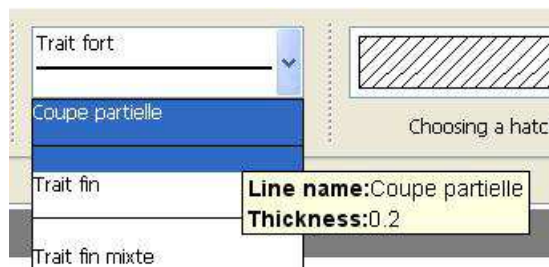 Trait fort
Coupe partielle
Choosing a hatc
Trait fin
Line name:Coupe partielle
Thickness:0.2
Trait fin mixte